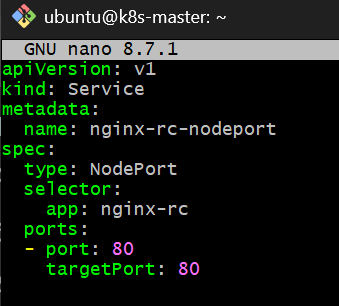 ubuntu@k8s-master: ~
GNU nano 8.7.1
apiVersion: v1
kind: Service
metadata:
  name: nginx-rc-nodeport
spec:
  type: NodePort
  selector:
    app: nginx-rc
  ports:
  - port: 80
    targetPort: 80